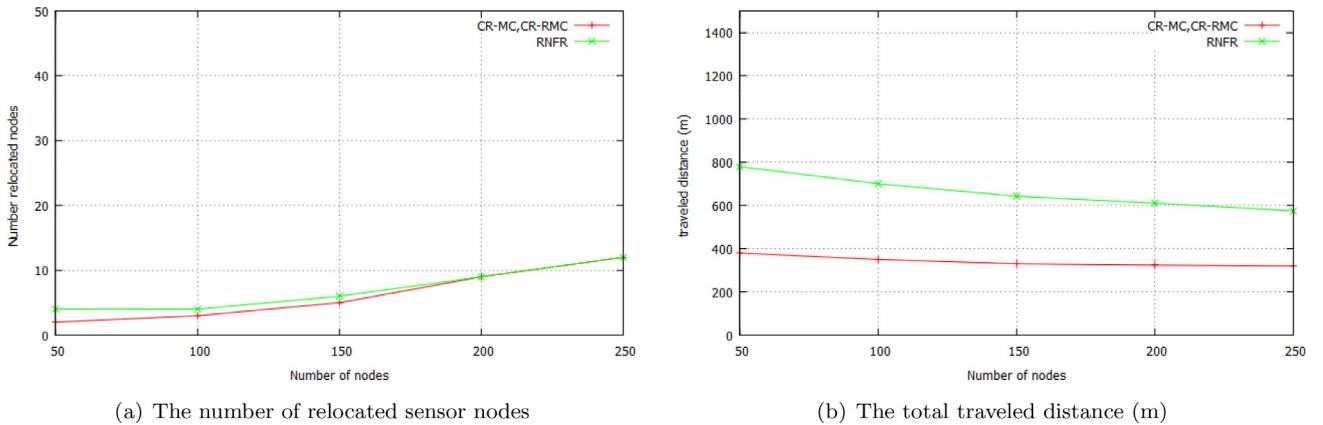 50
40
30
20
10
0
Number relocated nodes
CR-MC,CR-RMC
RNFR
50 100 150 200 250
Number of nodes
(a) The number of relocated sensor nodes
1400
1200
1000
800
600
400
200
0
traveled distance (m)
CR-MC,CR-RMC
RNFR
50 100 150 200 250
Number of nodes
(b) The total traveled distance (m)